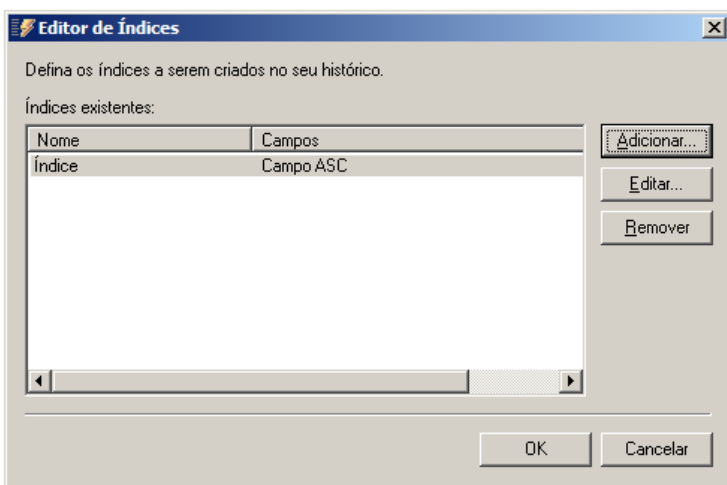 Editor de Índices
Defina os índices a serem criados no seu histórico.
Índices existentes:
Nome Campos
Índice Campo ASC
Adicionar...
Editar...
Remover
OK Cancelar